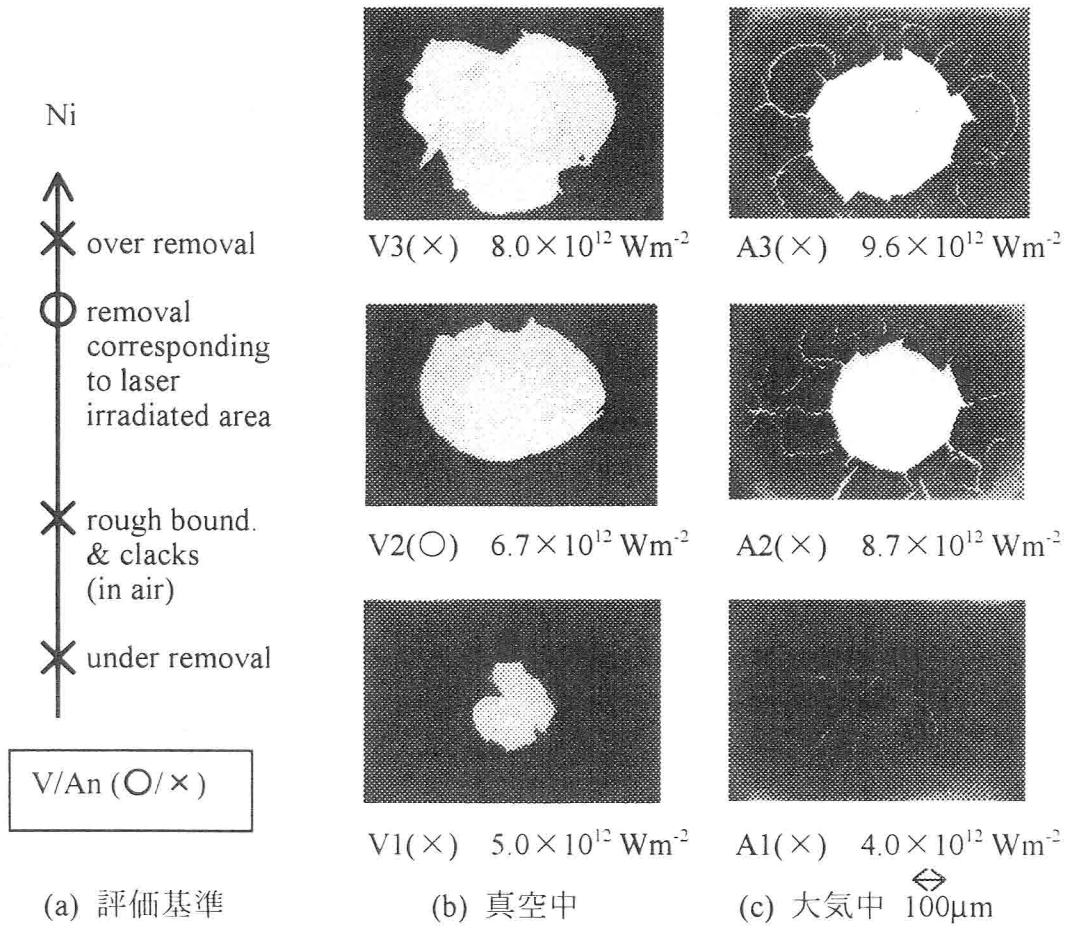 Ni
over removal
removal
corresponding
to laser
irradiated area
rough bound.
& clacks
(in air)
under removal
V/An (○/×)
(a) 評価基準
V3(×) 8.0×10¹² Wm⁻²
V2(○) 6.7×10¹² Wm⁻²
V1(×) 5.0×10¹² Wm⁻²
(b) 真空中
A3(×) 9.6×10¹² Wm⁻²
A2(×) 8.7×10¹² Wm⁻²
A1(×) 4.0×10¹² Wm⁻²
(c) 大気中
100μm